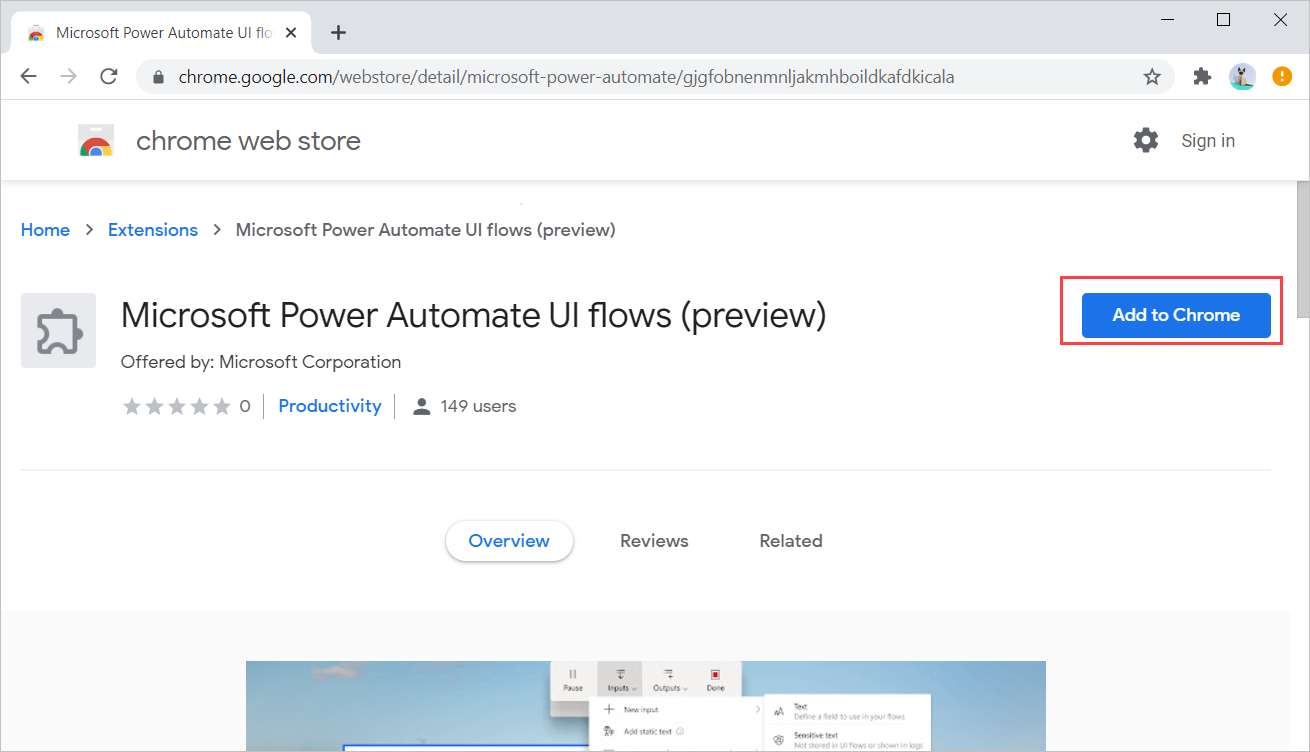 Microsoft Power Automate UI flo
chrome.google.com/webstore/detail/microsoft-power-automate/gjgfobnenmnljakmhboildkafdkicala
chrome web store
Sign in
Home > Extensions > Microsoft Power Automate UI flows (preview)
Microsoft Power Automate UI flows (preview)
Add to Chrome
Offered by: Microsoft Corporation
0 Productivity 149 users
Overview Reviews Related
Pause Inputs Outputs Done
New input
Text
Define a field to use in your flows
Add static text
Sensitive text
Not stored in UI flows or shown in logs